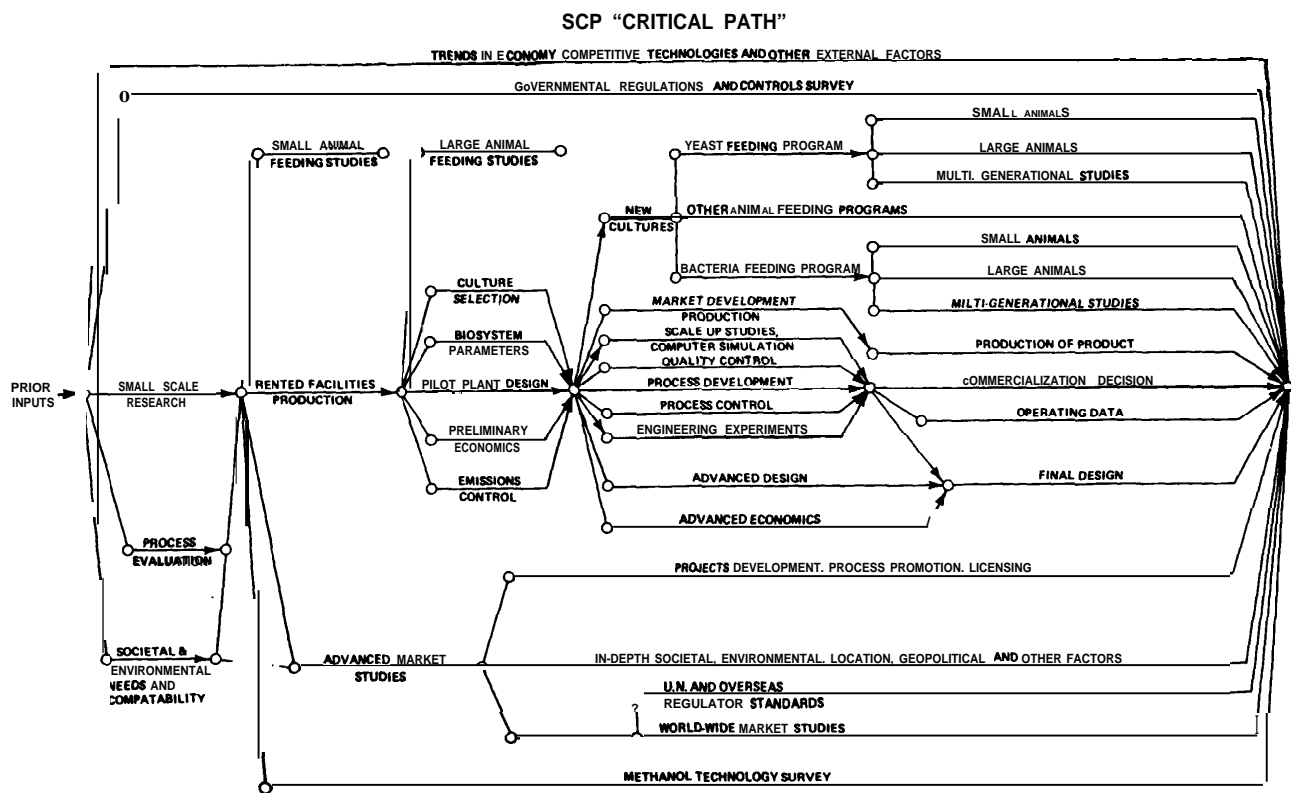 SCP “CRITICAL PATH”
TRENDS IN ECONOMY COMPETITIVE TECHNOLOGIES AND OTHER EXTERNAL FACTORS
GoVERNMENTAL REGULATIONS AND CONTROLS SURVEY
SMALL ANIMAL
FEEDING STUDIES
LARGE ANIMAL
FEEDING STUDIES
YEAST FEEDING PROGRAM
SMALL ANIMALS
LARGE ANIMALS
MULTI. GENERATIONAL STUDIES
NEW
CULTURES
OTHER ANIMAL FEEDING PROGRAMS
BACTERIA FEEDING PROGRAM
SMALL ANIMALS
LARGE ANIMALS
MILTI-GENERATIONAL STUDIES
CULTURE
SELECTION
BIOSYSTEM
PARAMETERS
MARKET DEVELOPMENT
PRODUCTION
SCALE UP STUDIES,
COMPUTER SIMULATION
QUALITY CONTROL
PRODUCTION OF PRODUCT
PRIOR
INPUTS
SMALL SCALE
RESEARCH
RENTED FACILITIES
PRODUCTION
PILOT PLANT DESIGN
PROCESS DEVELOPMENT
cOMMERCIALIZATION DECISION
PROCESS CONTROL
OPERATING DATA
PRELIMINARY
ECONOMICS
ENGINEERING EXPERIMENTS
EMISSIONS
CONTROL
ADVANCED DESIGN
FINAL DESIGN
ADVANCED ECONOMICS
PROCESS
EVALUATION
PROJECTS DEVELOPMENT. PROCESS PROMOTION. LICENSING
SOCIETAL &
ENVIRONMENTAL
NEEDS AND
COMPATABILITY
ADVANCED MARKET
STUDIES
IN-DEPTH SOCIETAL, ENVIRONMENTAL. LOCATION, GEOPOLITICAL AND OTHER FACTORS
U.N. AND OVERSEAS
REGULATOR STANDARDS
?
WORLD-WIDE MARKET STUDIES
METHANOL TECHNOLOGY SURVEY